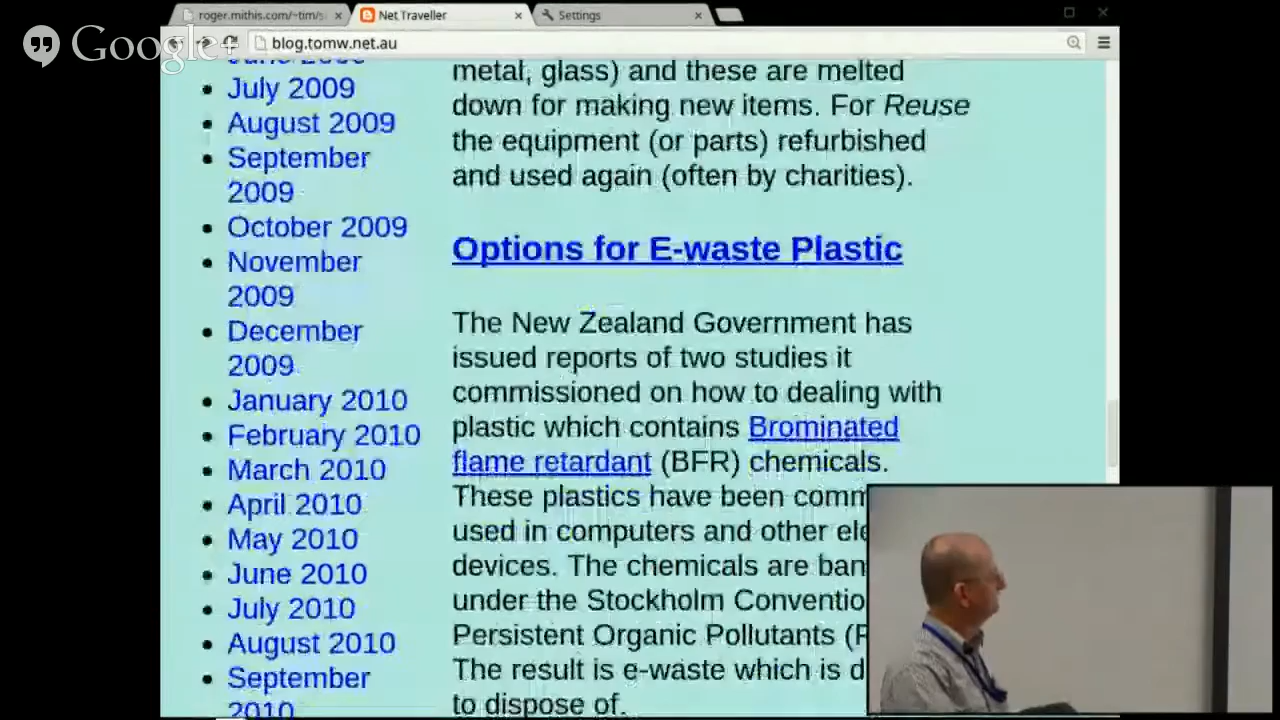 Google+
roger.mithis.com/~tim/s
Net Traveller
Settings
blog.tomw.net.au
June 2009
July 2009
August 2009
September
2009
October 2009
November
2009
December
2009
January 2010
February 2010
March 2010
April 2010
May 2010
June 2010
July 2010
August 2010
September
2010
metal, glass) and these are melted
down for making new items. For Reuse
the equipment (or parts) refurbished
and used again (often by charities).
Options for E-waste Plastic
The New Zealand Government has
issued reports of two studies it
commissioned on how to dealing with
plastic which contains Brominated
flame retardant (BFR) chemicals.
These plastics have been comm
used in computers and other ele
devices. The chemicals are ban
under the Stockholm Conventio
Persistent Organic Pollutants (P
The result is e-waste which is d
to dispose of.